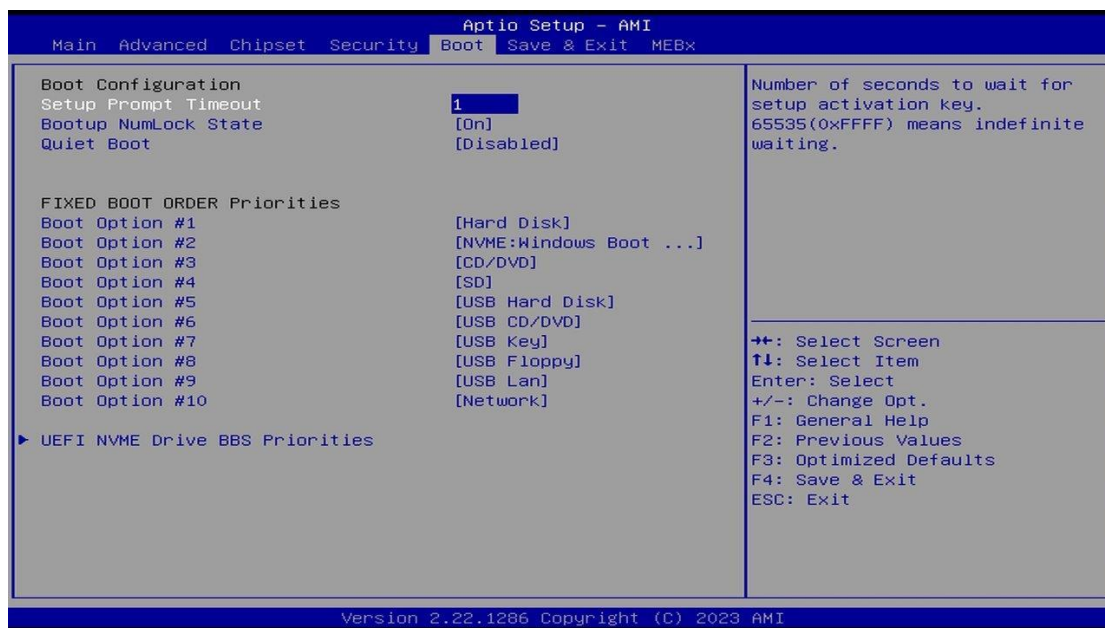 Aptio Setup - AMI
Main Advanced Chipset Security Boot Save & Exit MEBx
Boot Configuration
Setup Prompt Timeout 1
Bootup NumLock State [On]
Quiet Boot [Disabled]
FIXED BOOT ORDER Priorities
Boot Option #1 [Hard Disk]
Boot Option #2 [NVME:Windows Boot ...]
Boot Option #3 [CD/DVD]
Boot Option #4 [SD]
Boot Option #5 [USB Hard Disk]
Boot Option #6 [USB CD/DVD]
Boot Option #7 [USB Key]
Boot Option #8 [USB Floppy]
Boot Option #9 [USB Lan]
Boot Option #10 [Network]
▶ UEFI NVME Drive BBS Priorities
Number of seconds to wait for
setup activation key.
65535(0xFFFF) means indefinite
waiting.
→←: Select Screen
↑↓: Select Item
Enter: Select
+/-: Change Opt.
F1: General Help
F2: Previous Values
F3: Optimized Defaults
F4: Save & Exit
ESC: Exit
Version 2.22.1286 Copyright (C) 2023 AMI